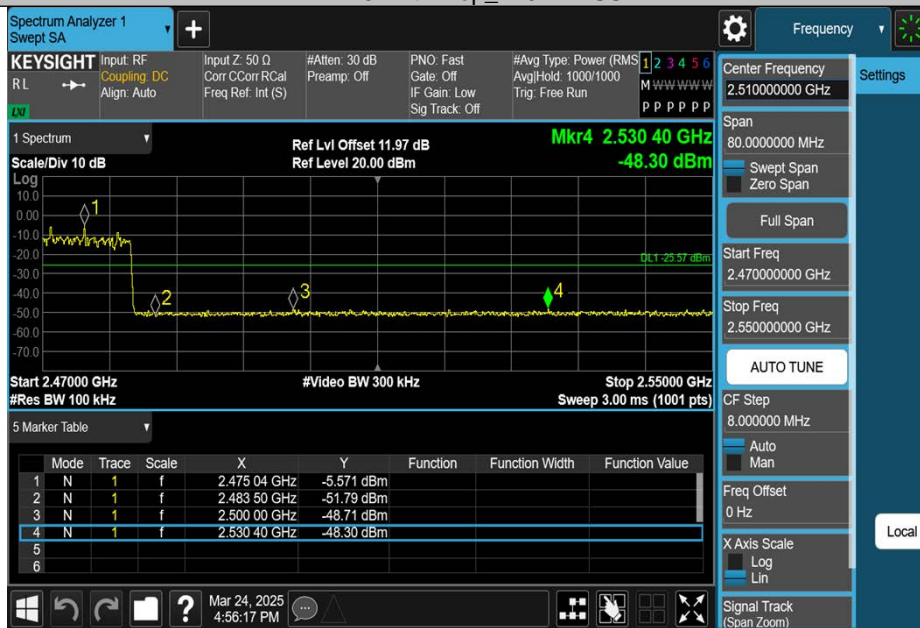 Spectrum Analyzer 1
Swept SA
+
Frequency
KEYSIGHT
RL
LXI
Input: RF
Coupling: DC
Align: Auto
Input Z: 50 Ω
Corr CCorr RCal
Freq Ref: Int (S)
#Atten: 30 dB
Preamp: Off
PNO: Fast
Gate: Off
IF Gain: Low
Sig Track: Off
#Avg Type: Power (RMS
Avg|Hold: 1000/1000
Trig: Free Run
1 2 3 4 5 6
M W W W W W
P P P P P P
1 Spectrum
Scale/Div 10 dB
Ref Lvl Offset 11.97 dB
Ref Level 20.00 dBm
Mkr4 2.530 40 GHz
-48.30 dBm
Log
10.0
0.00
-10.0
-20.0
-30.0
-40.0
-50.0
-60.0
-70.0
1
2
3
4
DL1 -25.57 dBm
Start 2.47000 GHz
#Video BW 300 kHz
Stop 2.55000 GHz
#Res BW 100 kHz
Sweep 3.00 ms (1001 pts)
5 Marker Table
Mode Trace Scale X Y Function Function Width Function Value
1 N 1 f 2.475 04 GHz -5.571 dBm
2 N 1 f 2.483 50 GHz -51.79 dBm
3 N 1 f 2.500 00 GHz -48.71 dBm
4 N 1 f 2.530 40 GHz -48.30 dBm
5
6
Mar 24, 2025
4:56:17 PM
?
Center Frequency
2.510000000 GHz
Settings
Span
80.0000000 MHz
Swept Span
Zero Span
Full Span
Start Freq
2.470000000 GHz
Stop Freq
2.550000000 GHz
AUTO TUNE
CF Step
8.000000 MHz
Auto
Man
Freq Offset
0 Hz
Local
X Axis Scale
Log
Lin
Signal Track
(Span Zoom)